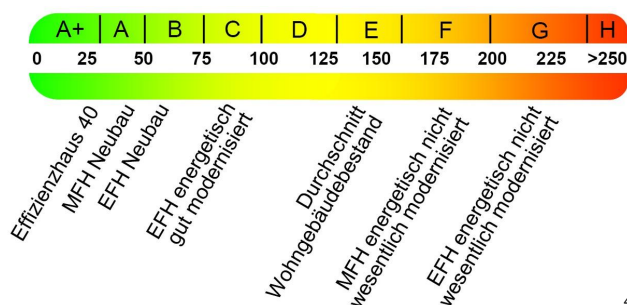 A+ A B C D E F G H
0 25 50 75 100 125 150 175 200 225 >250
Effizienzhaus 40
MFH Neubau
EFH Neubau
EFH energetisch
gut modernisiert
Durchschnitt
Wohngebäudebestand
MFH energetisch nicht
wesentlich modernisiert
EFH energetisch nicht
wesentlich modernisiert